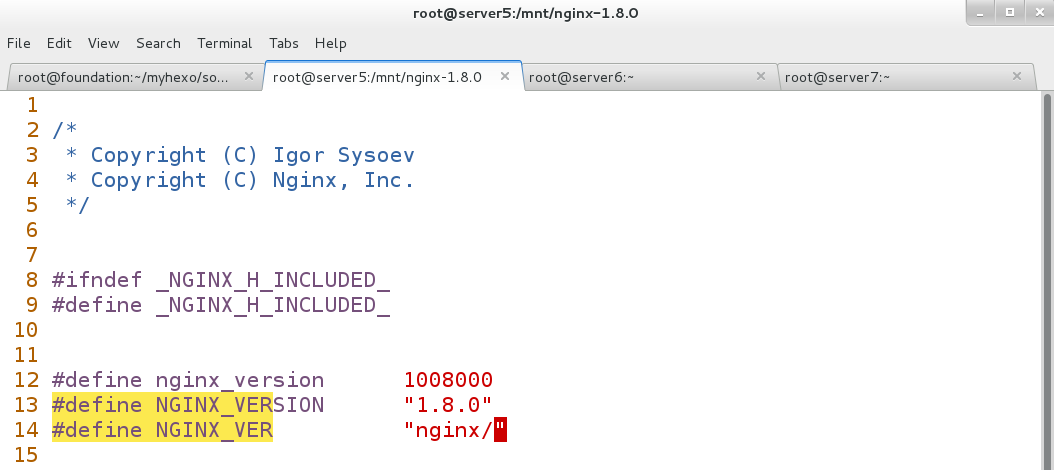 root@server5:/mnt/nginx-1.8.0
File Edit View Search Terminal Tabs Help
root@foundation:~/myhexo/so... root@server5:/mnt/nginx-1.8.0 root@server6:~ root@server7:~
1
2 /*
3  * Copyright (C) Igor Sysoev
4  * Copyright (C) Nginx, Inc.
5  */
6
7
8 #ifndef _NGINX_H_INCLUDED_
9 #define _NGINX_H_INCLUDED_
10
11
12 #define nginx_version      1008000
13 #define NGINX_VERSION      "1.8.0"
14 #define NGINX_VER          "nginx/"
15